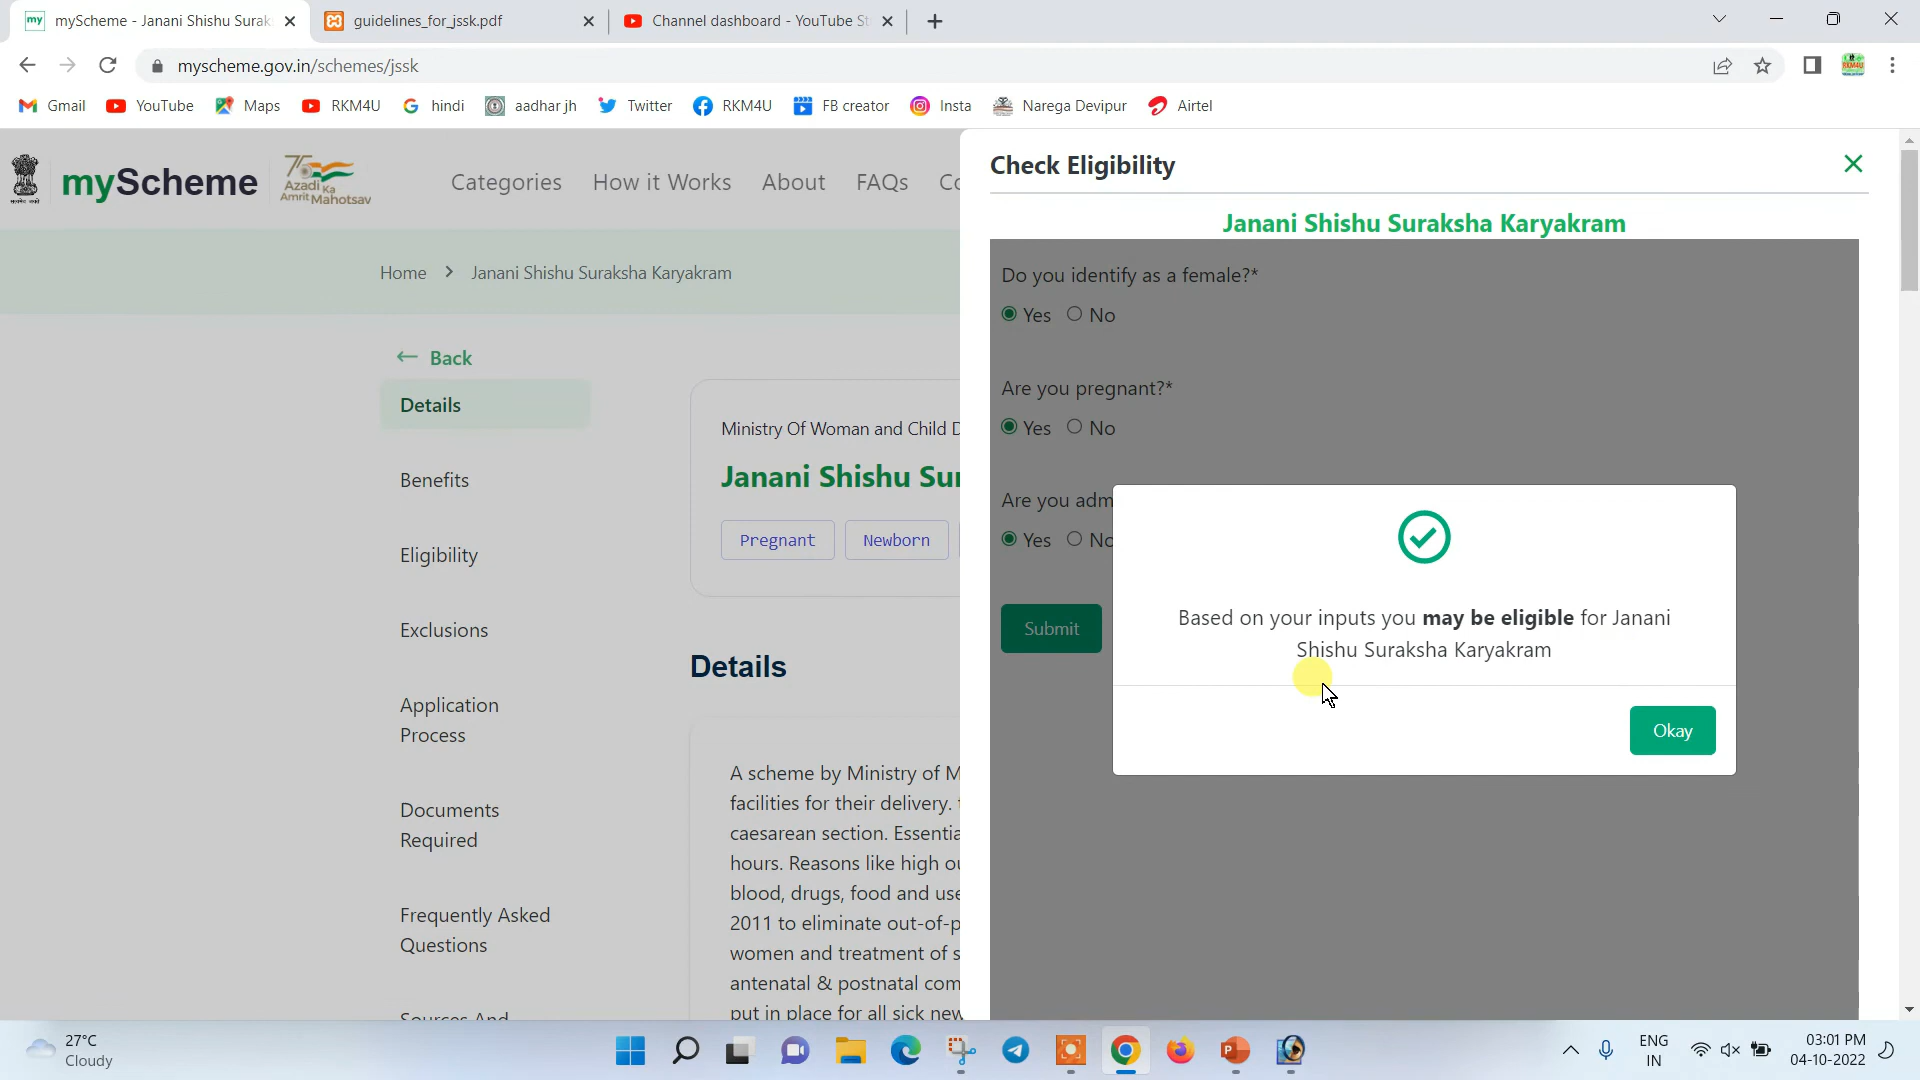 myScheme - Janani Shishu Surak
guidelines_for_jssk.pdf
Channel dashboard - YouTube St
myscheme.gov.in/schemes/jssk
Gmail
YouTube
Maps
RKM4U
hindi
aadhar jh
Twitter
RKM4U
FB creator
Insta
Narega Devipur
Airtel
myScheme
75
Azadi Ka
Amrit Mahotsav
Categories
How it Works
About
FAQs
Home > Janani Shishu Suraksha Karyakram
Back
Details
Benefits
Eligibility
Exclusions
Application
Process
Documents
Required
Frequently Asked
Questions
Sources And
Ministry Of Woman and Child D
Janani Shishu Sur
Pregnant
Newborn
Details
A scheme by Ministry of M
facilities for their delivery.
caesarean section. Essentia
hours. Reasons like high ou
blood, drugs, food and use
2011 to eliminate out-of-p
women and treatment of s
antenatal & postnatal com
put in place for all sick new
Check Eligibility
Janani Shishu Suraksha Karyakram
Do you identify as a female?*
Yes
No
Are you pregnant?*
Yes
No
Are you adm
Yes
No
Submit
Based on your inputs you may be eligible for Janani
Shishu Suraksha Karyakram
Okay
27°C
Cloudy
ENG
IN
03:01 PM
04-10-2022